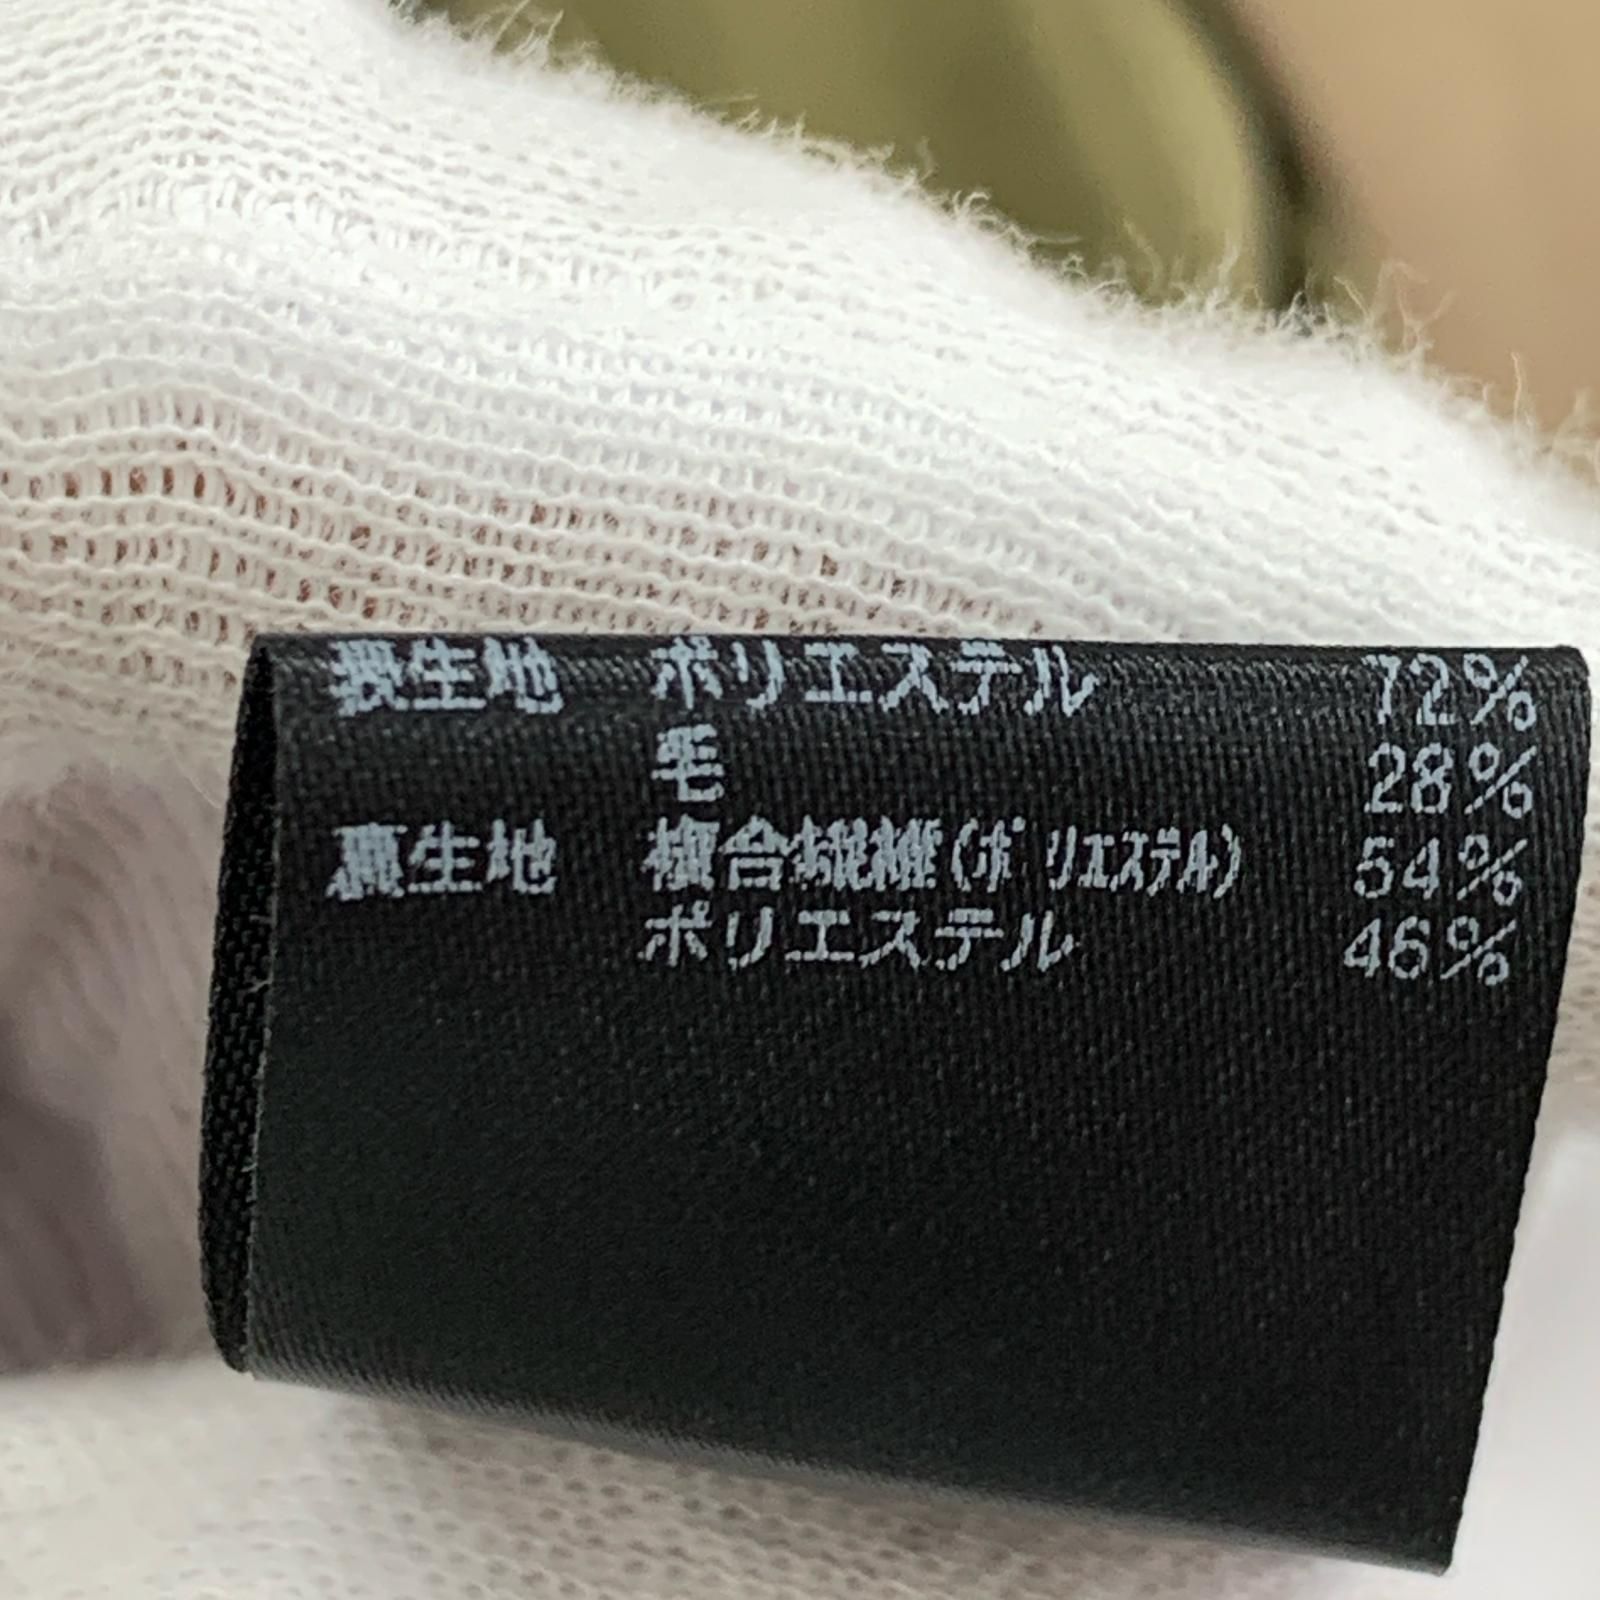 表生地 ポリエステル 72%
毛 28%
裏生地 複合繊維(ポリエステル) 54%
ポリエステル 46%